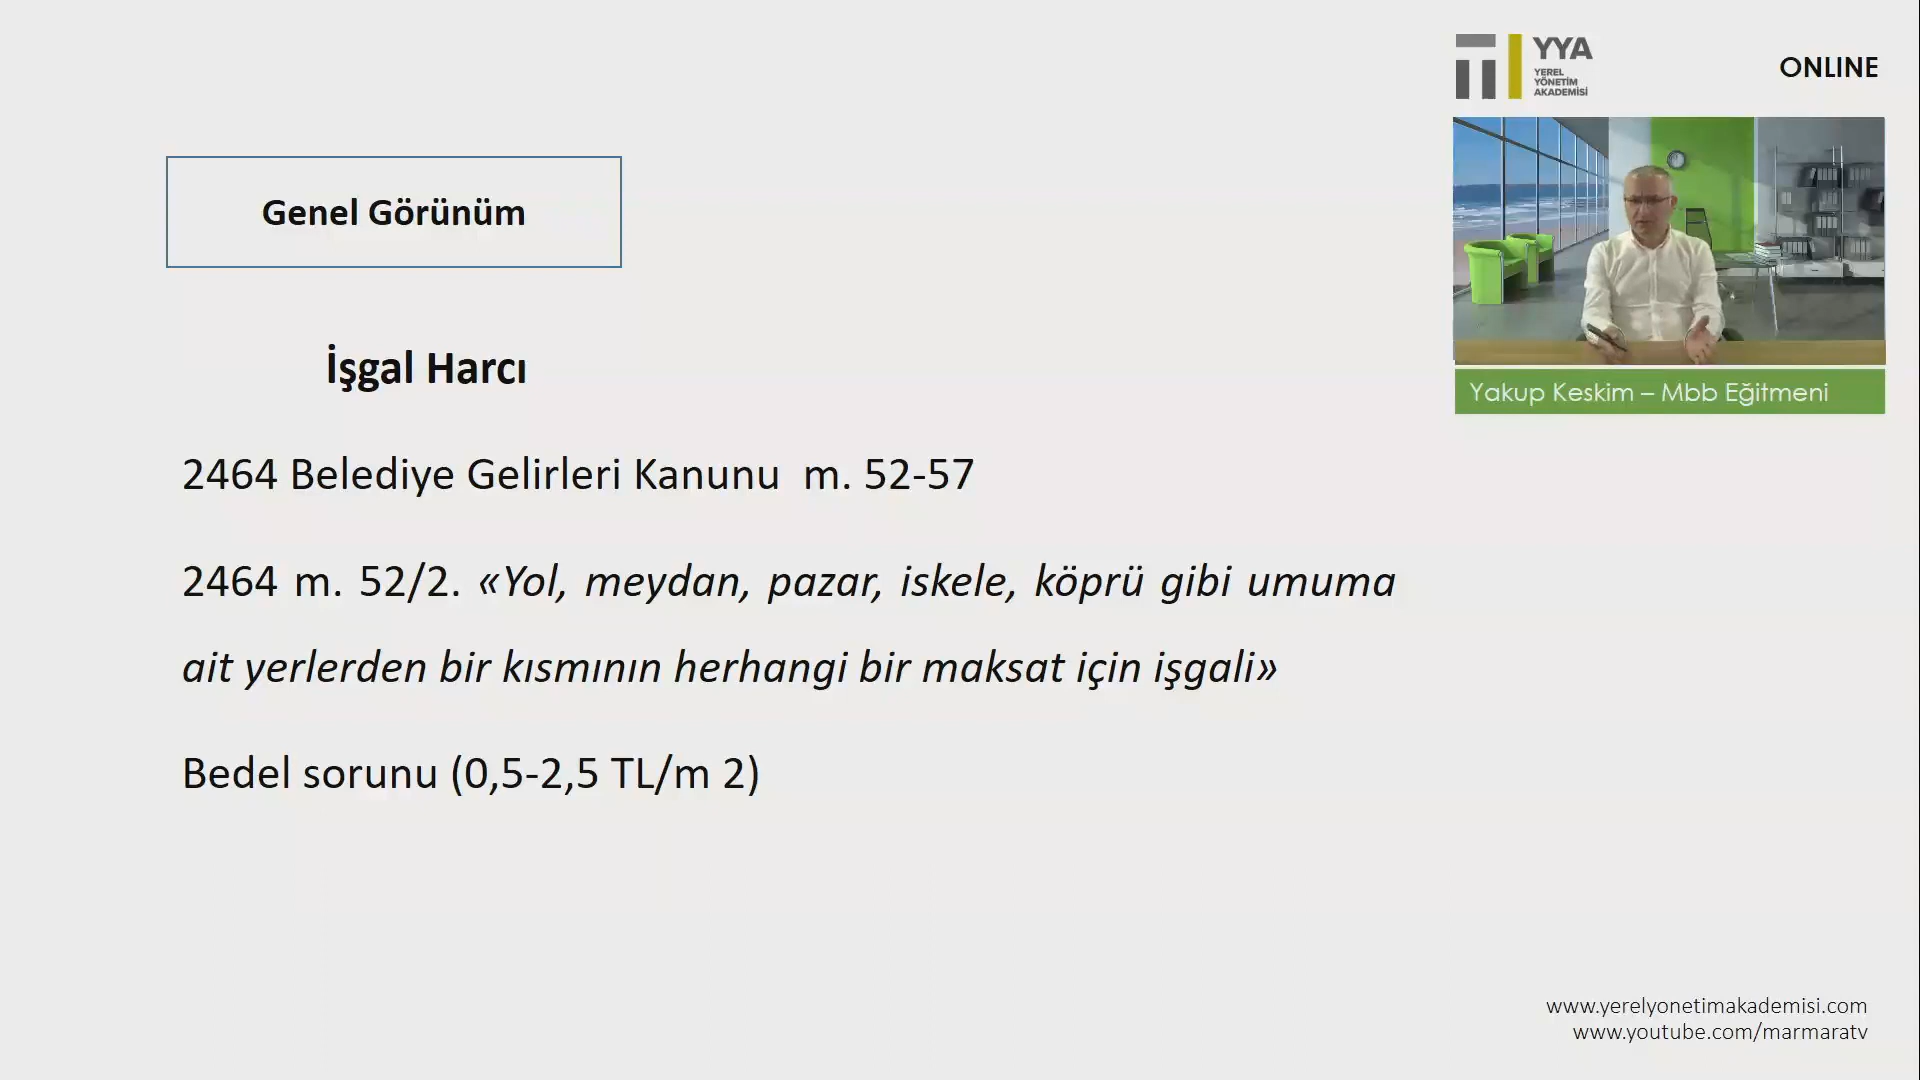 YYA
YEREL
YÖNETİM
AKADEMİSİ
ONLINE
Genel Görünüm
Yakup Keskim – Mbb Eğitmeni
İşgal Harcı
2464 Belediye Gelirleri Kanunu m. 52-57
2464 m. 52/2. «Yol, meydan, pazar, iskele, köprü gibi umuma
ait yerlerden bir kısmının herhangi bir maksat için işgali»
Bedel sorunu (0,5-2,5 TL/m 2)
www.yerelyonetimakademisi.com
www.youtube.com/marmaratv